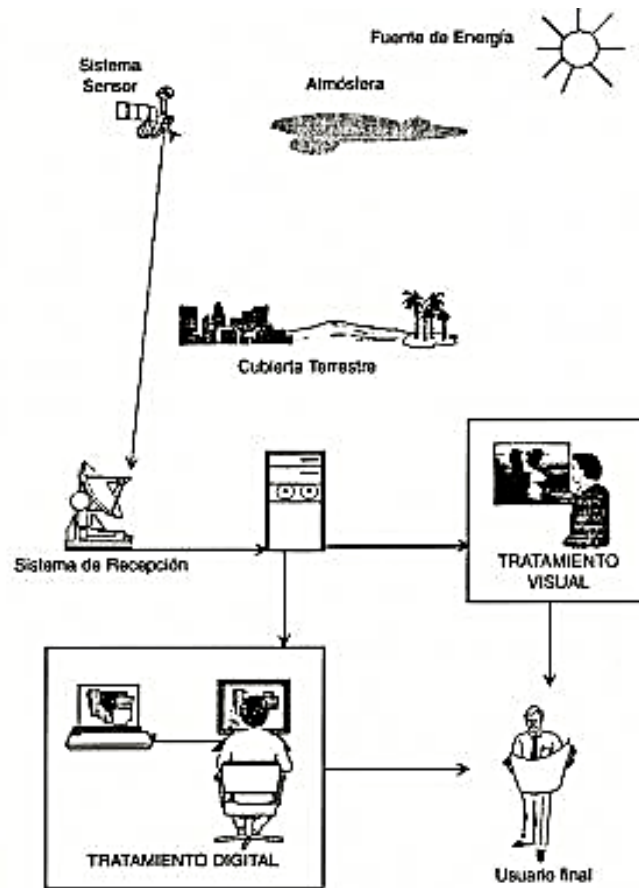 Fuente de Energía
Sistema
Sensor
Atmósfera
Cubierta Terrestre
Sistema de Recepción
TRATAMIENTO
VISUAL
TRATAMIENTO DIGITAL
Usuario final